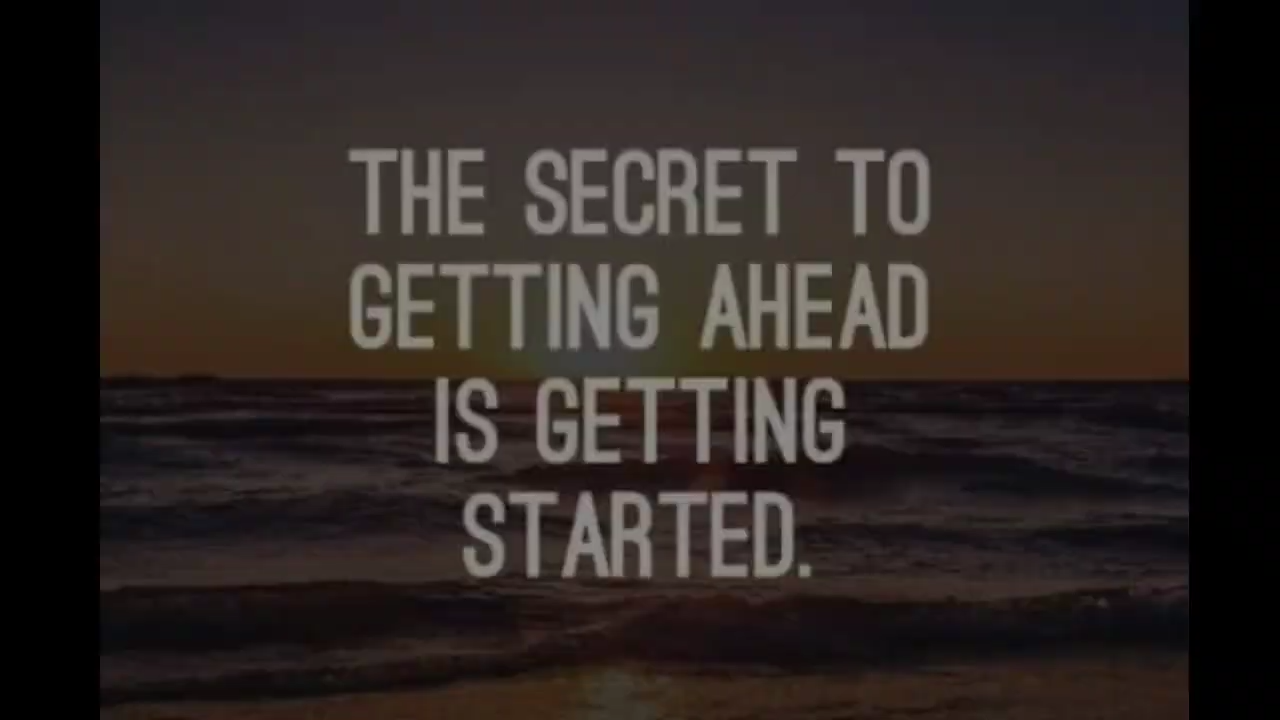 THE SECRET TO
GETTING AHEAD
IS GETTING
STARTED.